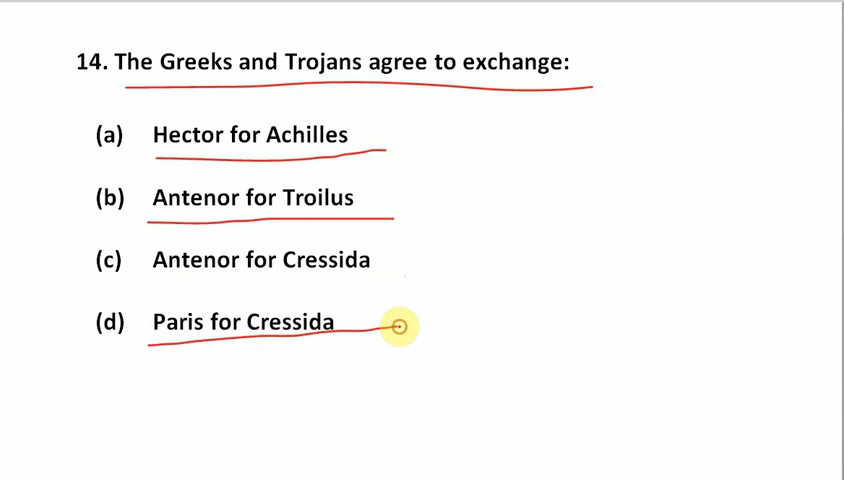 14. The Greeks and Trojans agree to exchange:
(a) Hector for Achilles
(b) Antenor for Troilus
(c) Antenor for Cressida
(d) Paris for Cressida